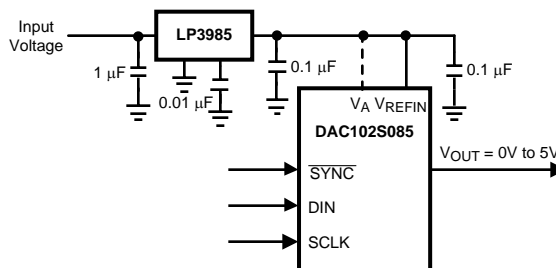 Input
Voltage
LP3985
1 µF
0.01 µF
0.1 µF
0.1 µF
VA VREFIN
DAC102S085
SYNC
VOUT = 0V to 5V
DIN
SCLK